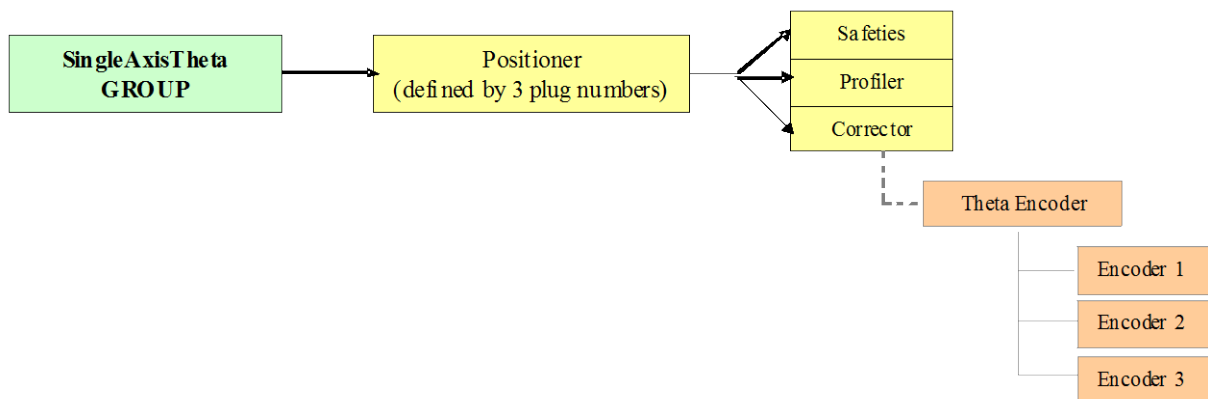 SingleAxisTheta
GROUP
Positioner
(defined by 3 plug numbers)
Safeties
Profiler
Corrector
Theta Encoder
Encoder 1
Encoder 2
Encoder 3